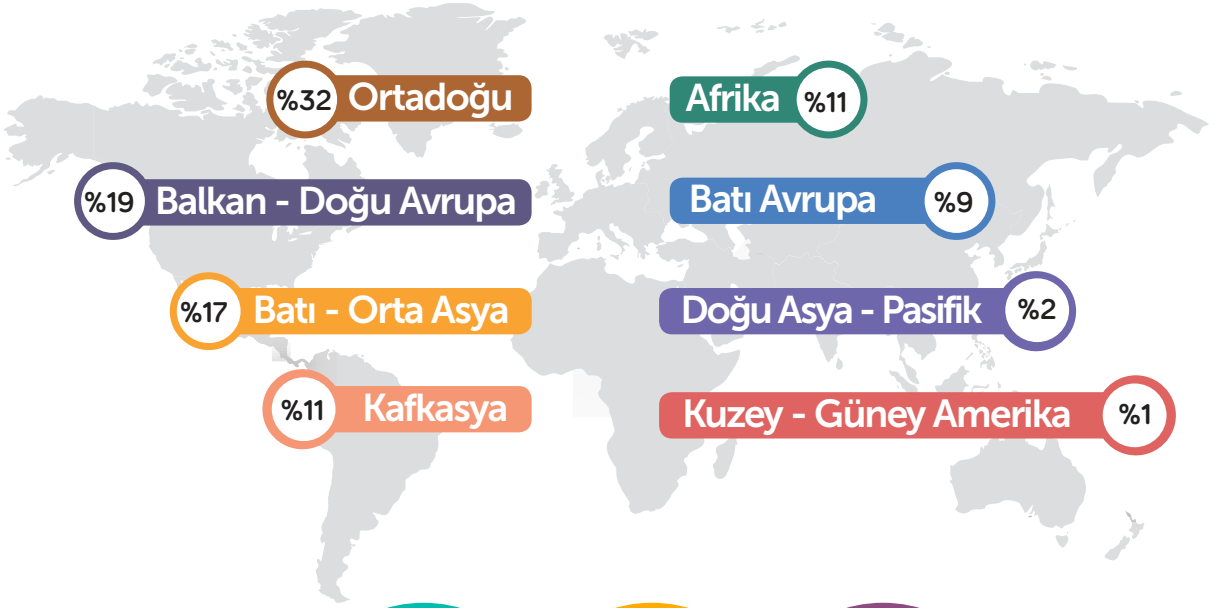 %32 Ortadoğu
%19 Balkan - Doğu Avrupa
%17 Batı - Orta Asya
%11 Kafkasya
Afrika %11
Batı Avrupa %9
Doğu Asya - Pasifik %2
Kuzey - Güney Amerika %1